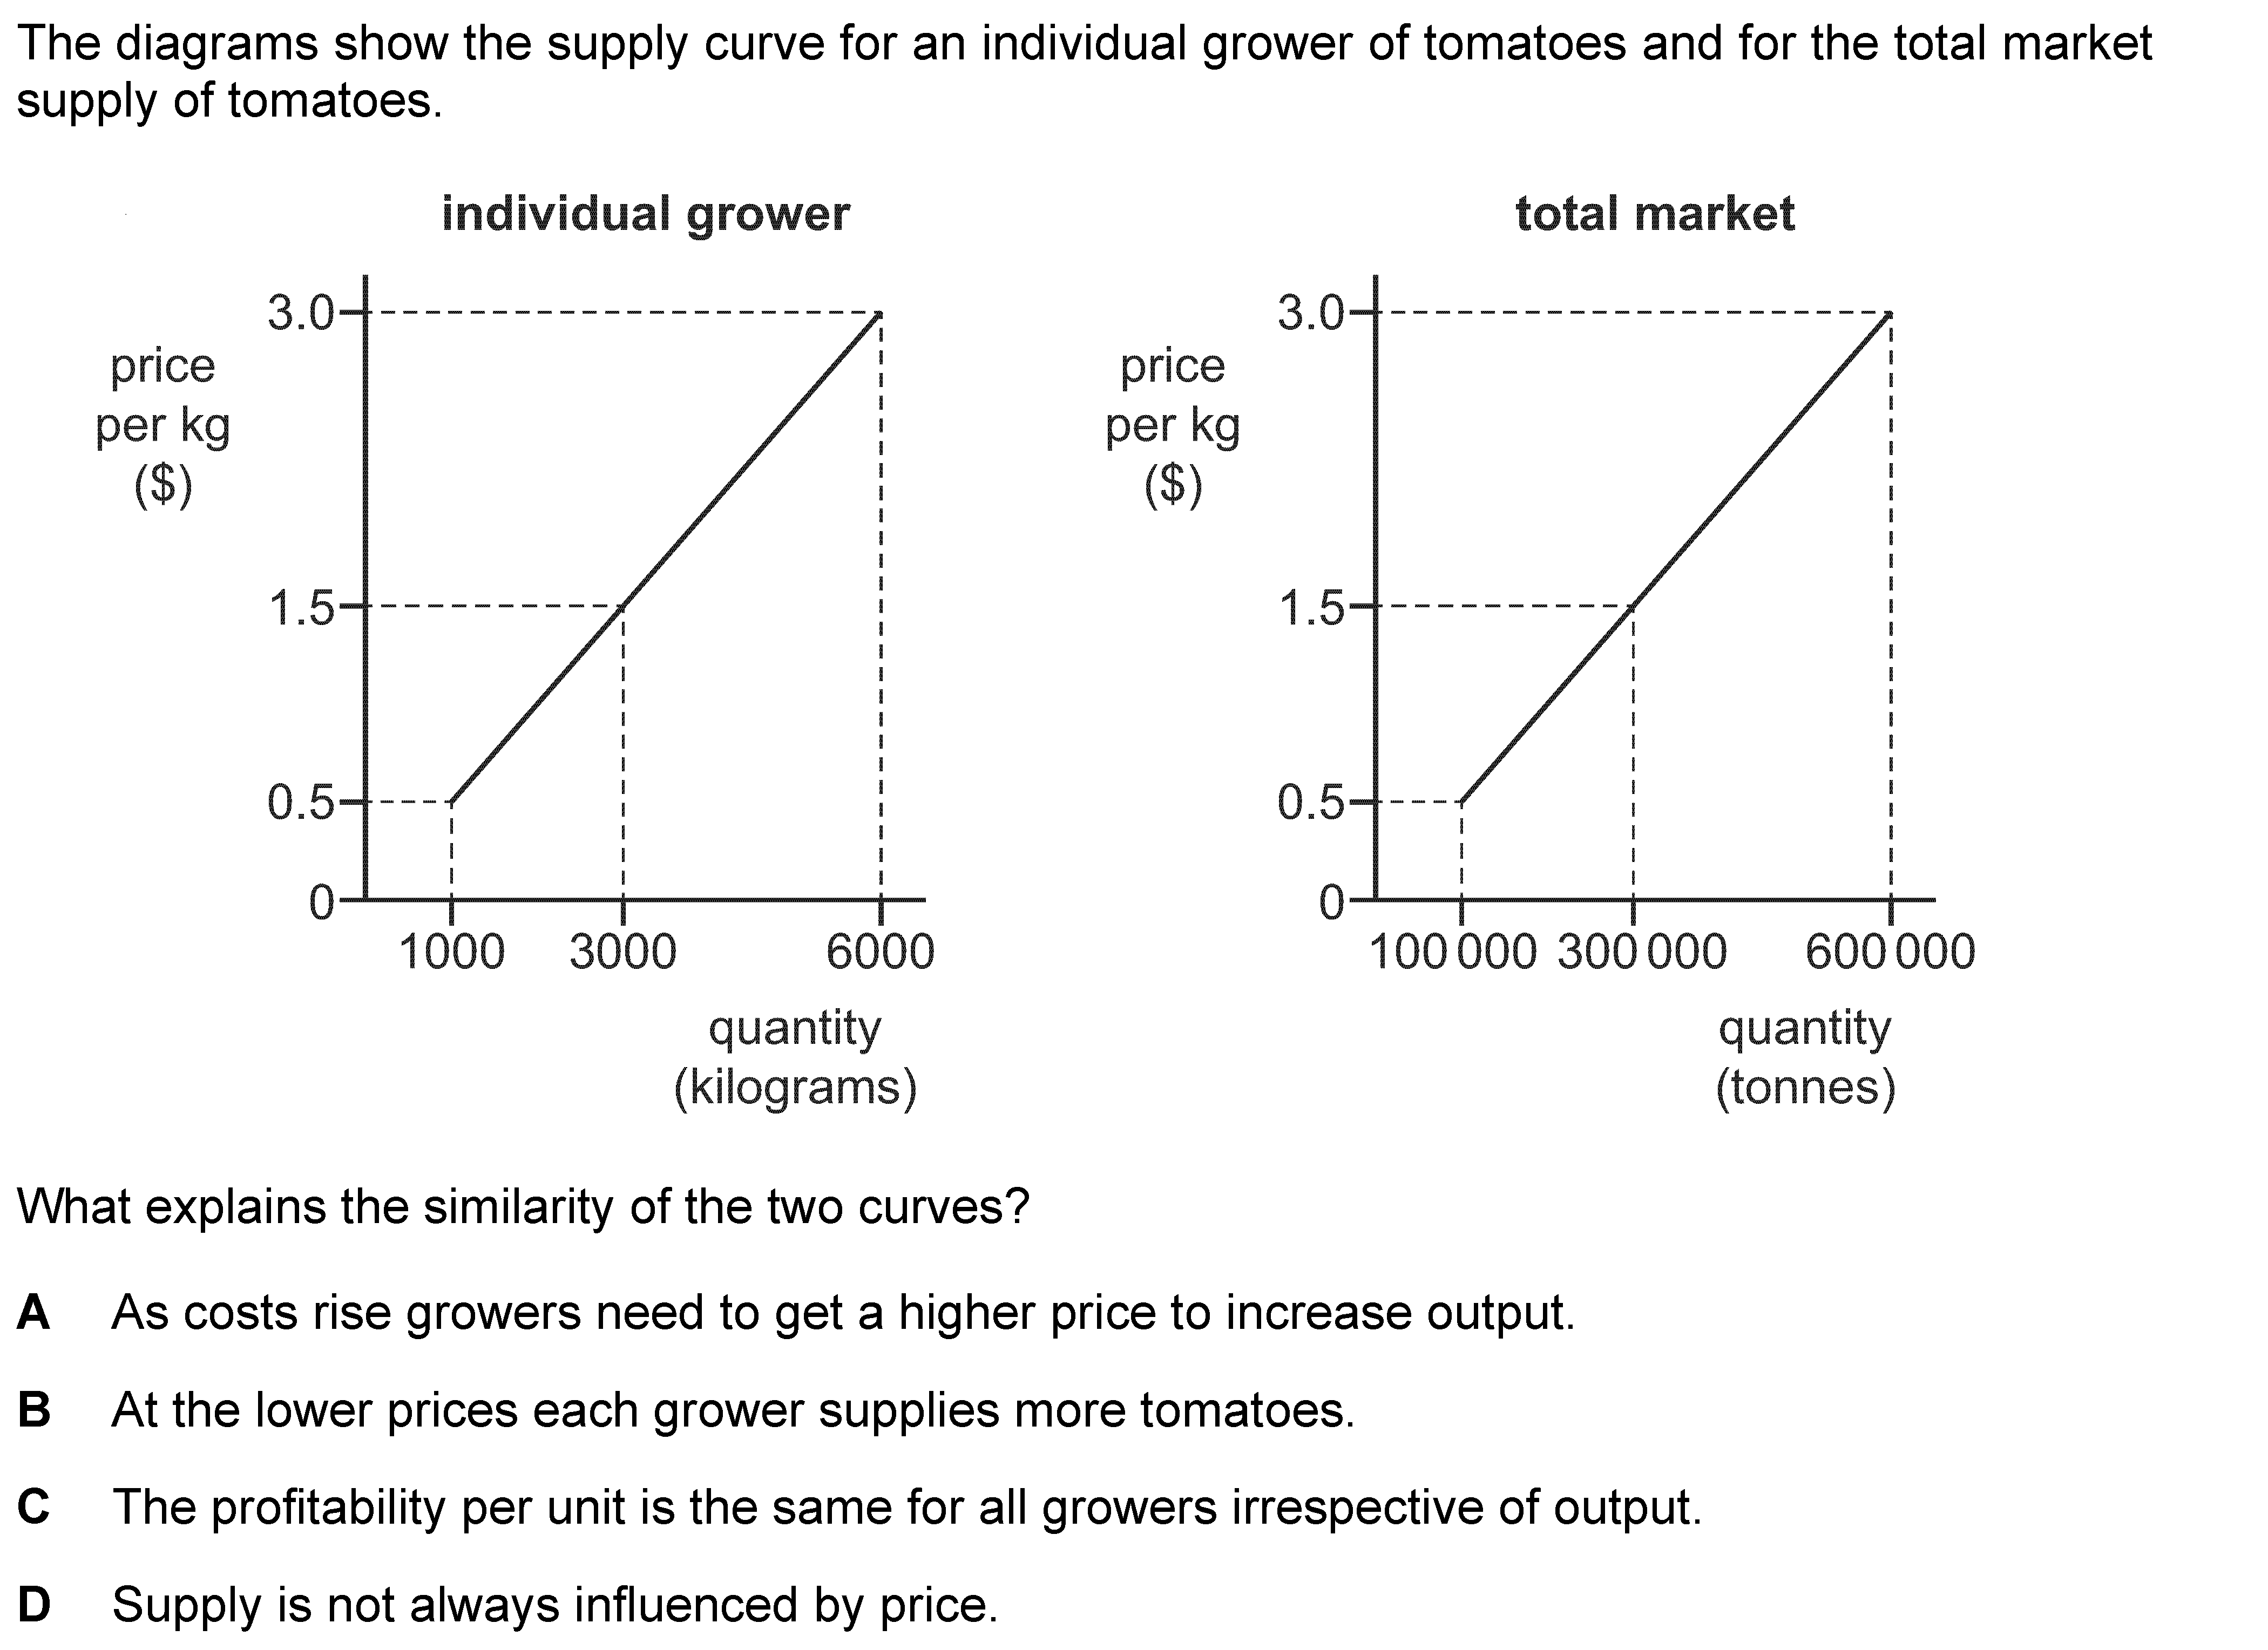 The diagrams show the supply curve for an individual grower of tomatoes and for the total market
supply of tomatoes.
individual grower
3.0
price
per kg
($)
1.5
0.5
0
1000 3000 6000
quantity
(kilograms)
total market
3.0
price
per kg
($)
1.5
0.5
0
100 000 300 000 600 000
quantity
(tonnes)
What explains the similarity of the two curves?
A As costs rise growers need to get a higher price to increase output.
B At the lower prices each grower supplies more tomatoes.
C The profitability per unit is the same for all growers irrespective of output.
D Supply is not always influenced by price.